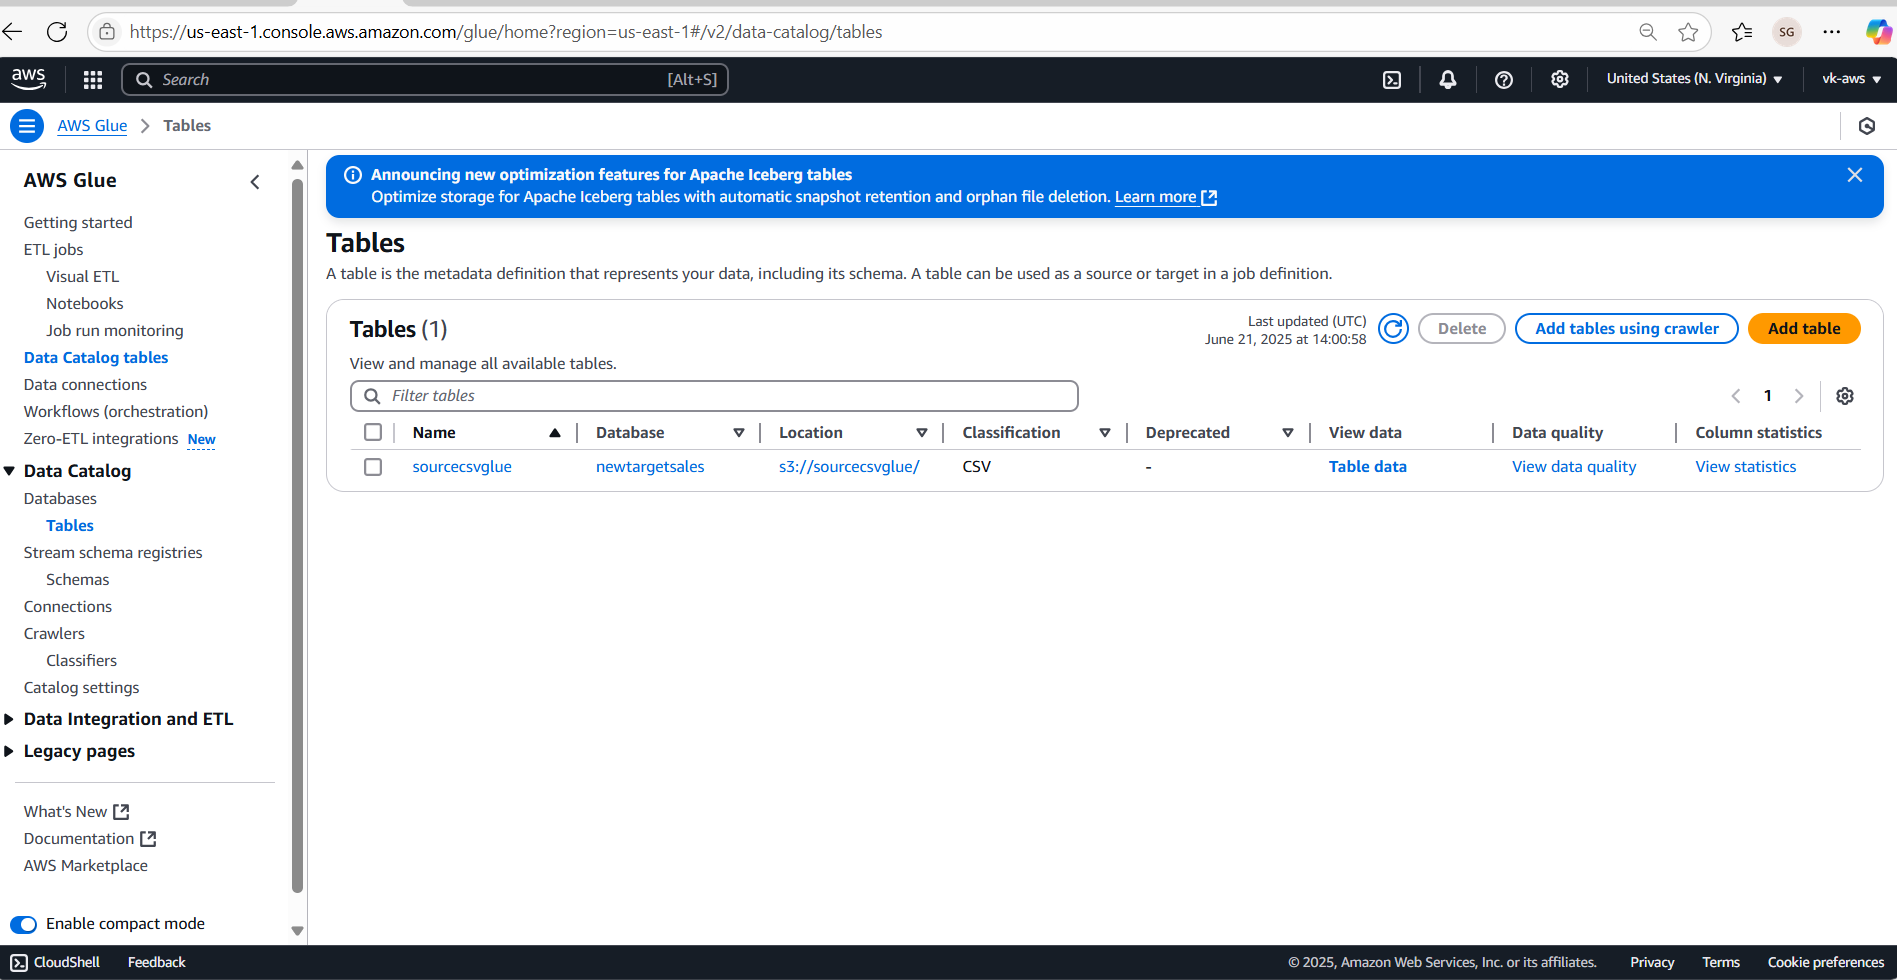 https://us-east-1.console.aws.amazon.com/glue/home?region=us-east-1#/v2/data-catalog/tables
SG
aws
Search
[Alt+S]
United States (N. Virginia)
vk-aws
AWS Glue
Tables
AWS Glue
Getting started
ETL jobs
Visual ETL
Notebooks
Job run monitoring
Data Catalog tables
Data connections
Workflows (orchestration)
Zero-ETL integrations New
Data Catalog
Databases
Tables
Stream schema registries
Schemas
Connections
Crawlers
Classifiers
Catalog settings
Data Integration and ETL
Legacy pages
What's New
Documentation
AWS Marketplace
Enable compact mode
Announcing new optimization features for Apache Iceberg tables
Optimize storage for Apache Iceberg tables with automatic snapshot retention and orphan file deletion. Learn more
Tables
A table is the metadata definition that represents your data, including its schema. A table can be used as a source or target in a job definition.
Tables (1)
Last updated (UTC)
June 21, 2025 at 14:00:58
Delete
Add tables using crawler
Add table
View and manage all available tables.
Filter tables
1
Name Database Location Classification Deprecated View data Data quality Column statistics
sourcecsvglue newtargetsales s3://sourcecsvglue/ CSV - Table data View data quality View statistics
CloudShell
Feedback
© 2025, Amazon Web Services, Inc. or its affiliates.
Privacy
Terms
Cookie preferences